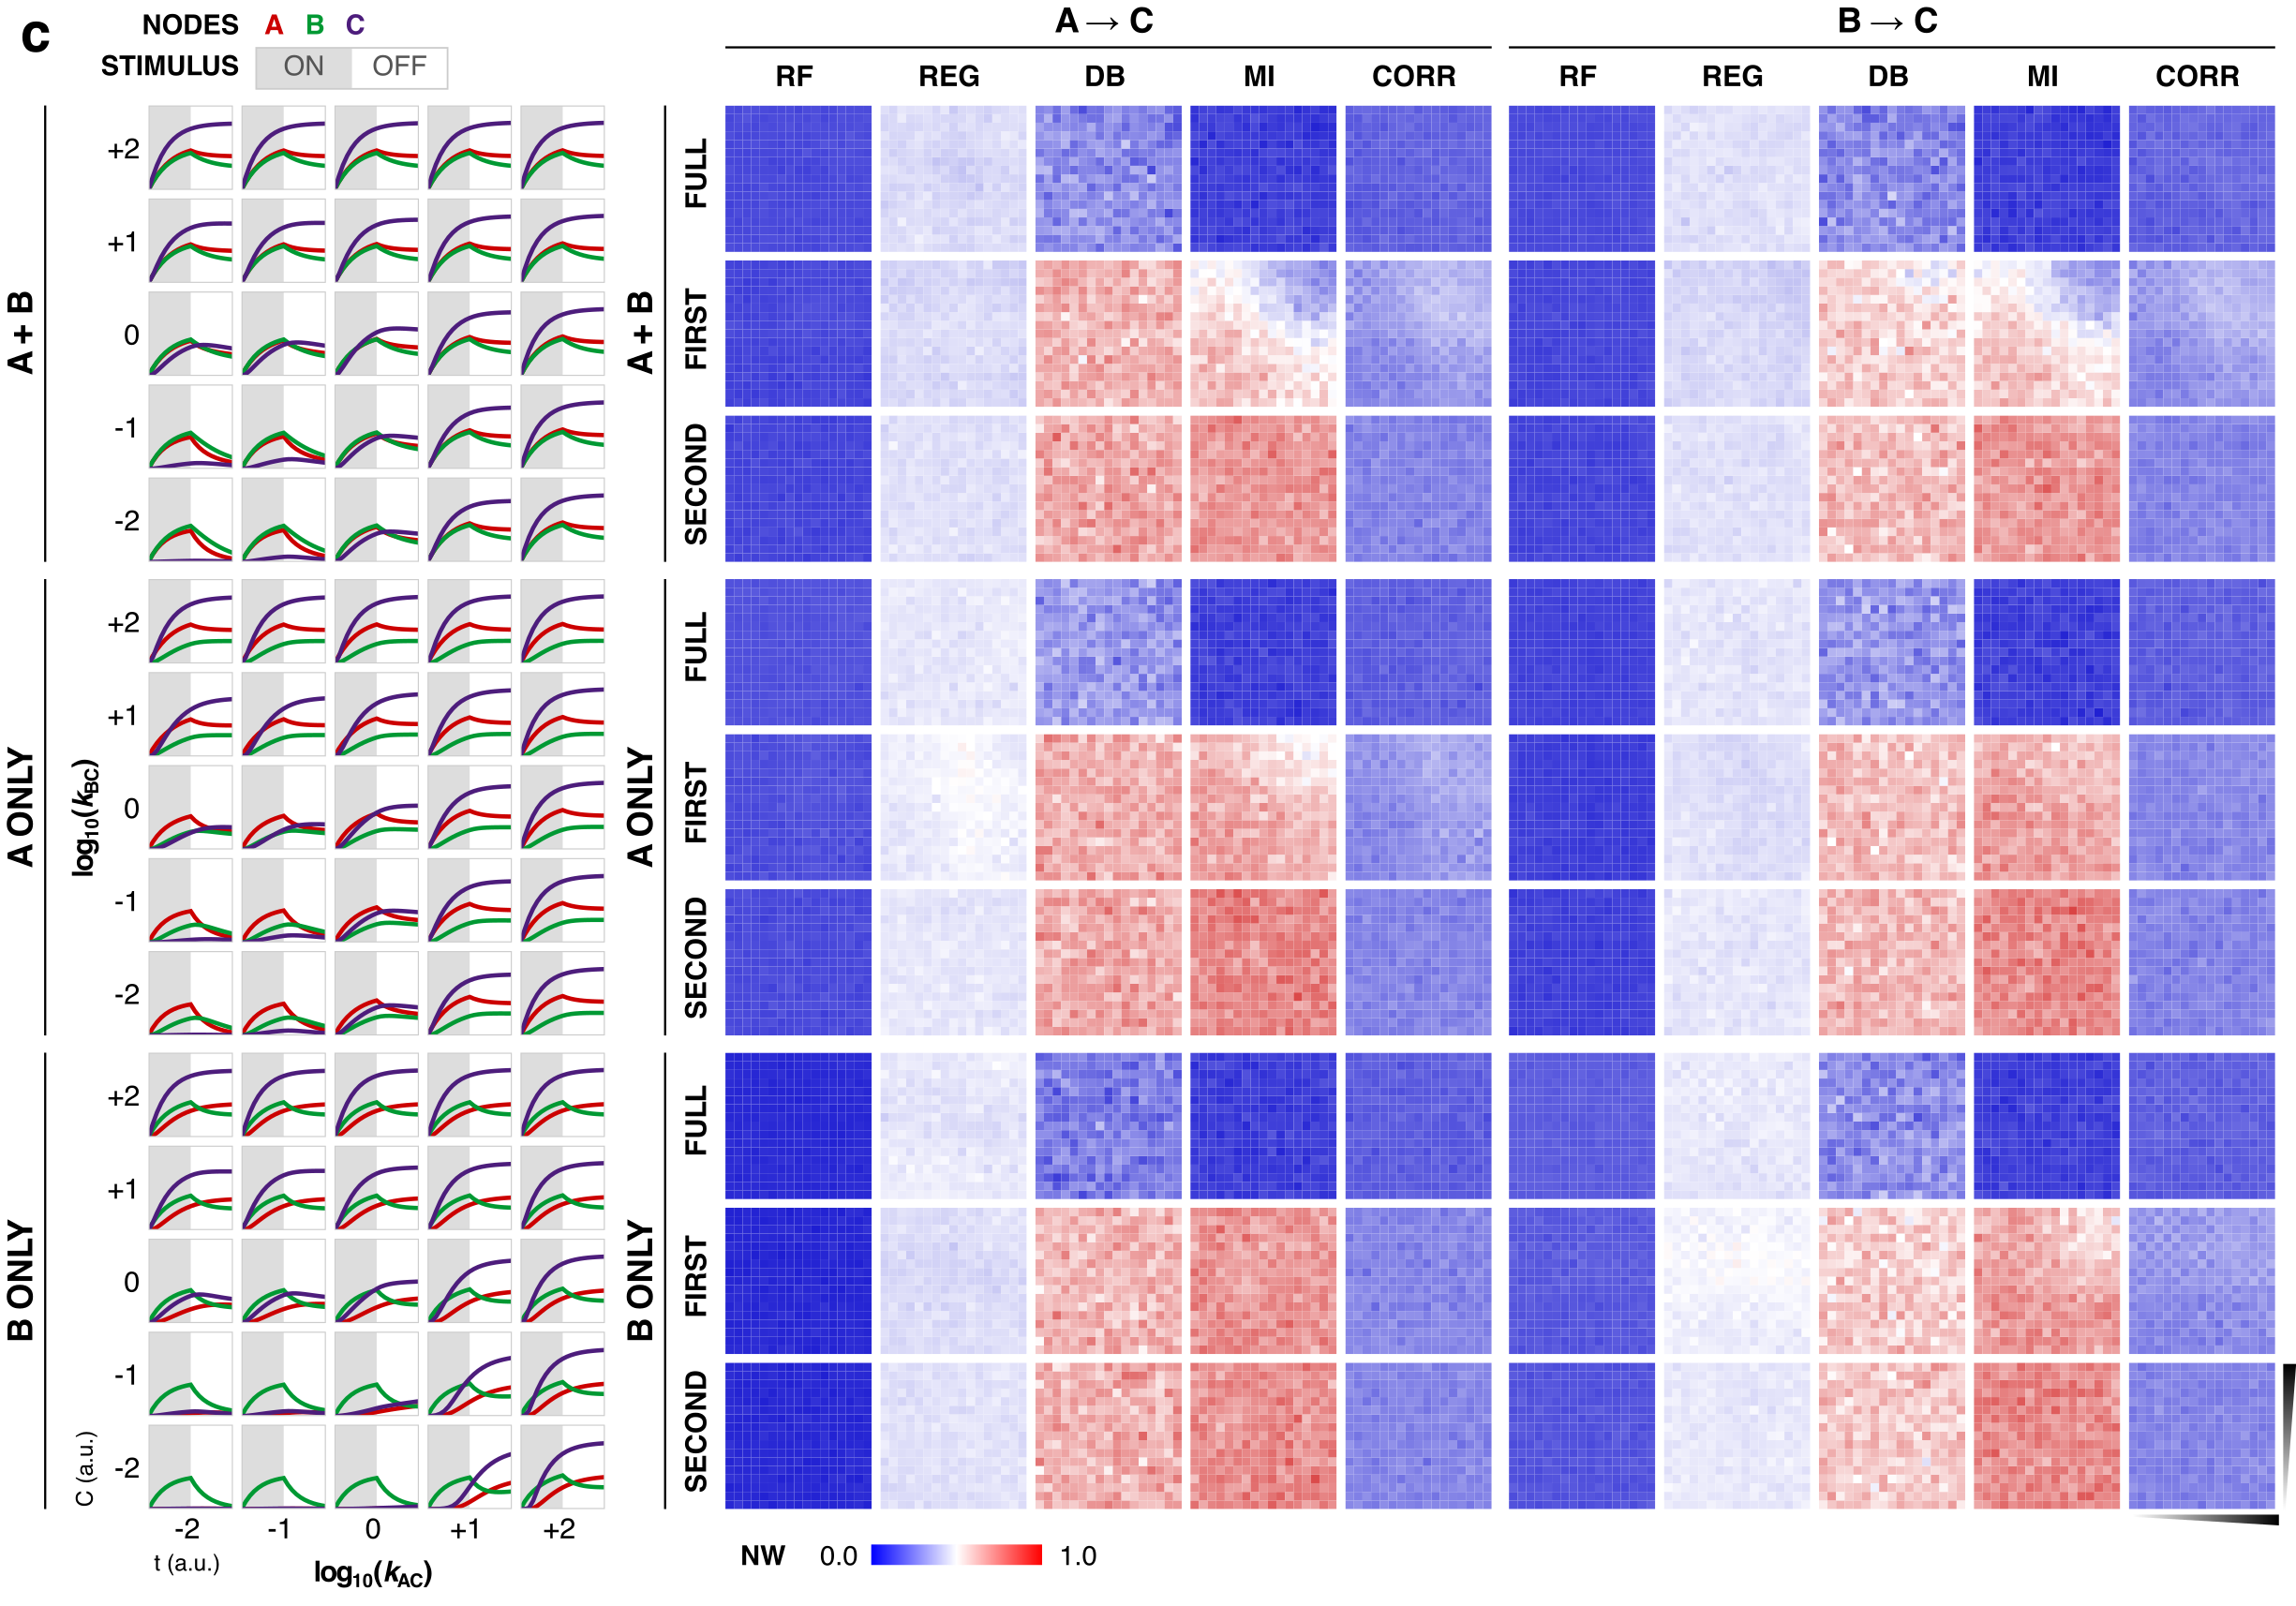 c
NODES A B C
STIMULUS ON OFF
A → C B → C
RF REG DB MI CORR RF REG DB MI CORR
A + B
+2
+1
0
-1
-2
A + B
FULL
FIRST
SECOND
A ONLY
log10(kBC)
+2
+1
0
-1
-2
A ONLY
FULL
FIRST
SECOND
B ONLY
+2
+1
0
-1
-2
C (a.u.)
B ONLY
FULL
FIRST
SECOND
-2 -1 0 +1 +2
t (a.u.)
log10(kAC)
NW 0.0 1.0